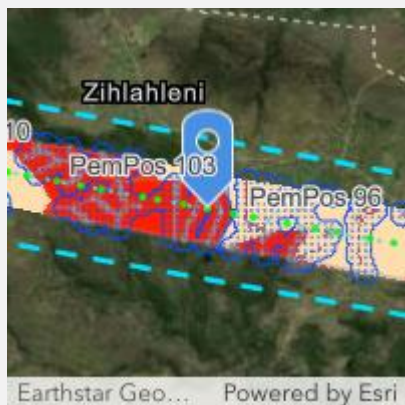 Zihlahleni
10
PemPos 103
PemPos 96
Earthstar Geo... Powered by Esri